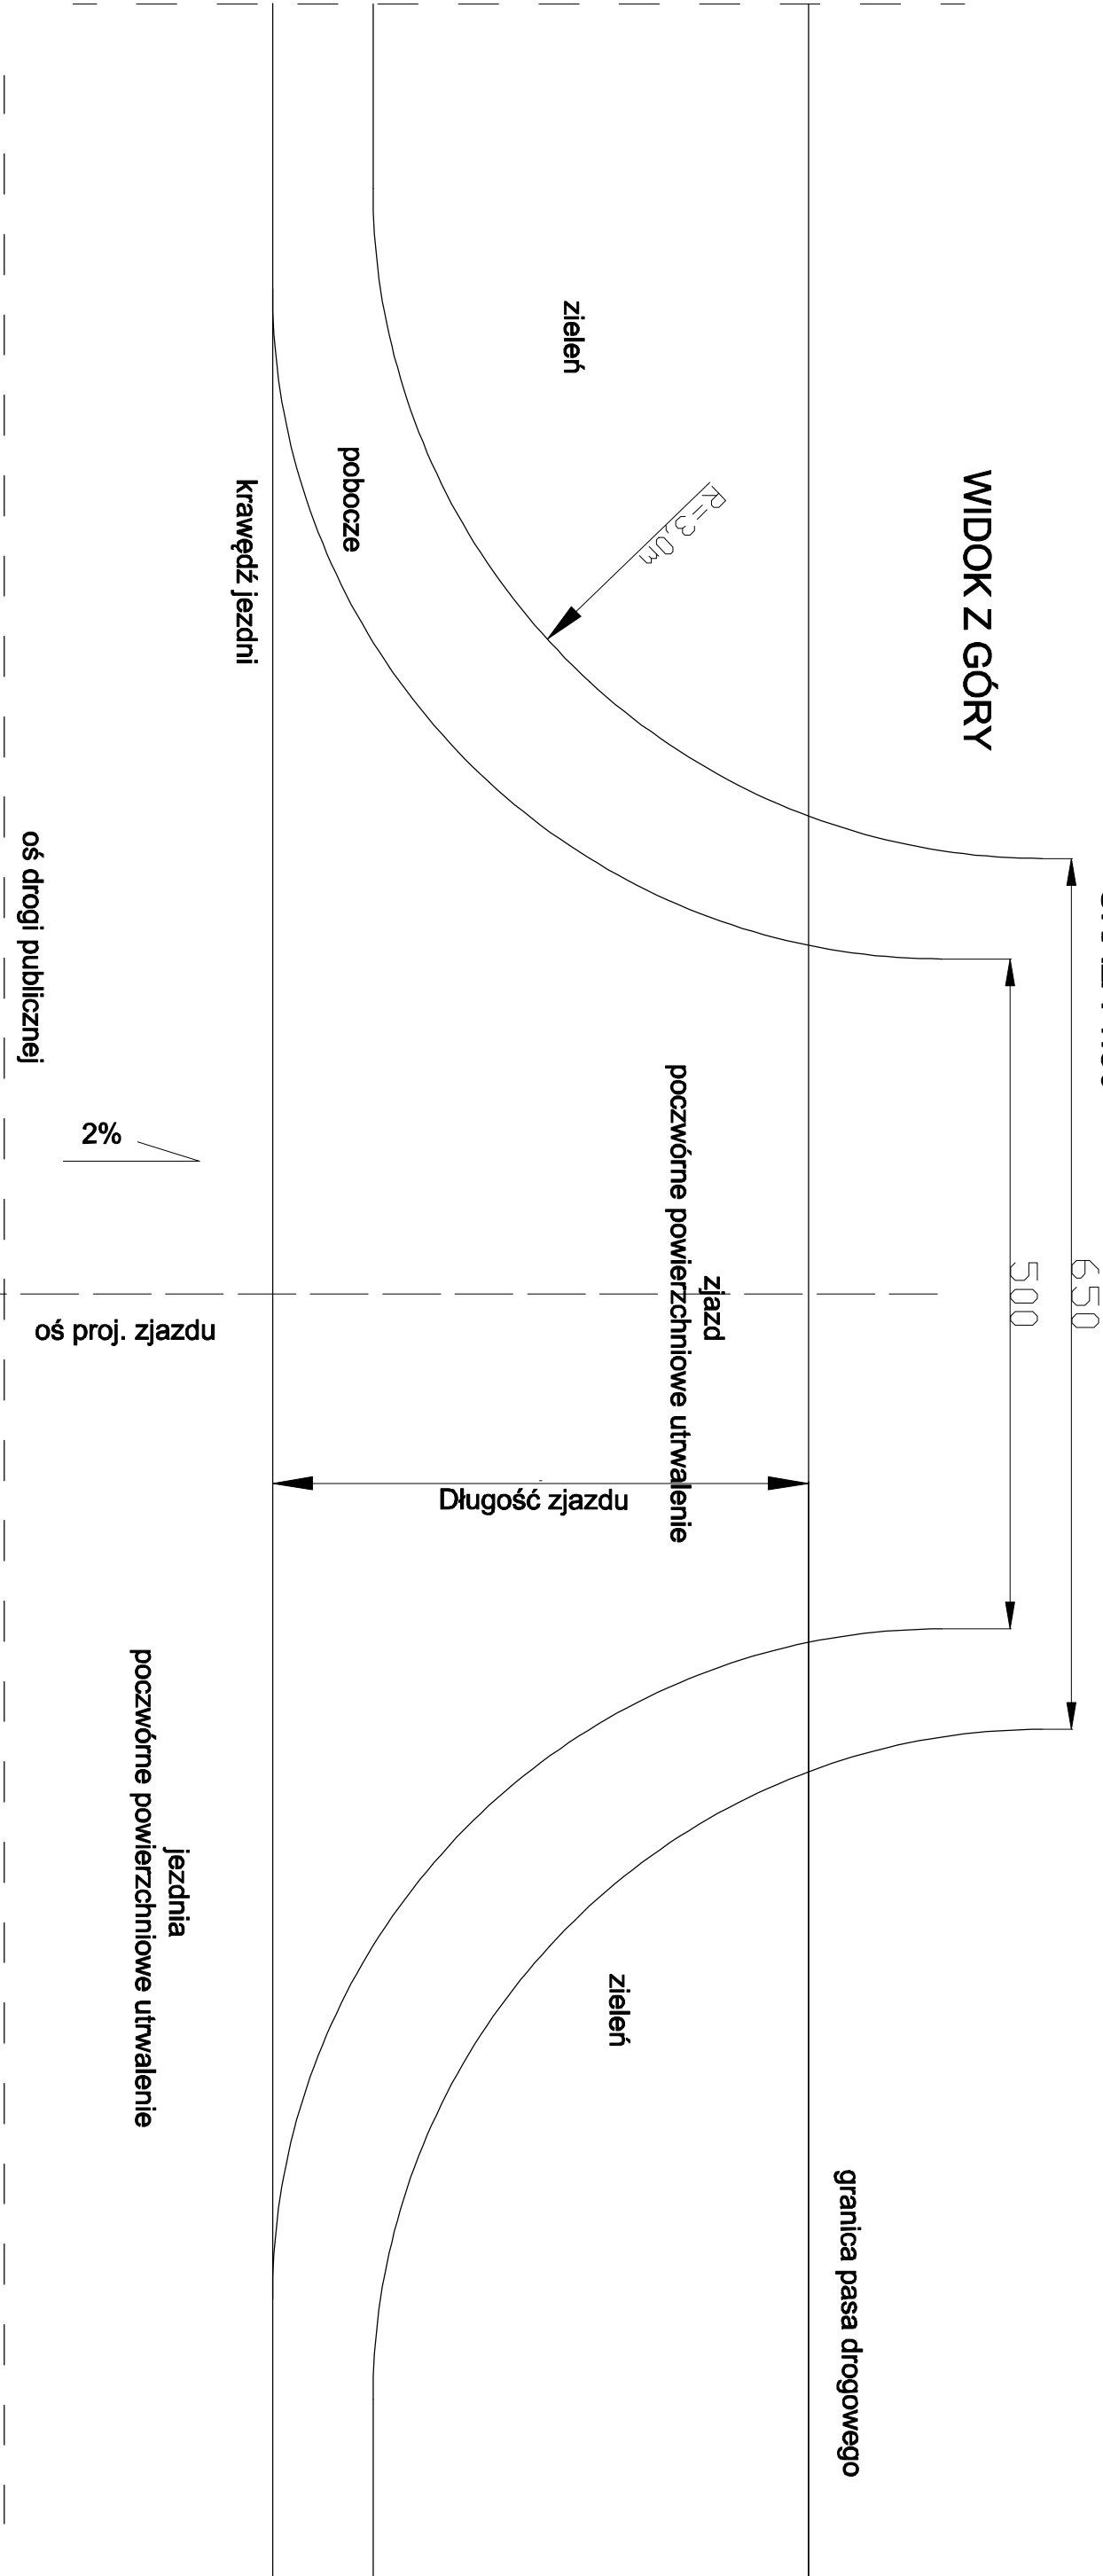 WIDOK Z GÓRY
650
500
zieleń
R=3,0m
pobocze
krawędź jezdni
oś drogi publicznej
2%
oś proj. zjazdu
zjazd
poczwórne powierzchniowe utrwalenie
Długość zjazdu
jezdnia
poczwórne powierzchniowe utrwalenie
zieleń
granica pasa drogowego